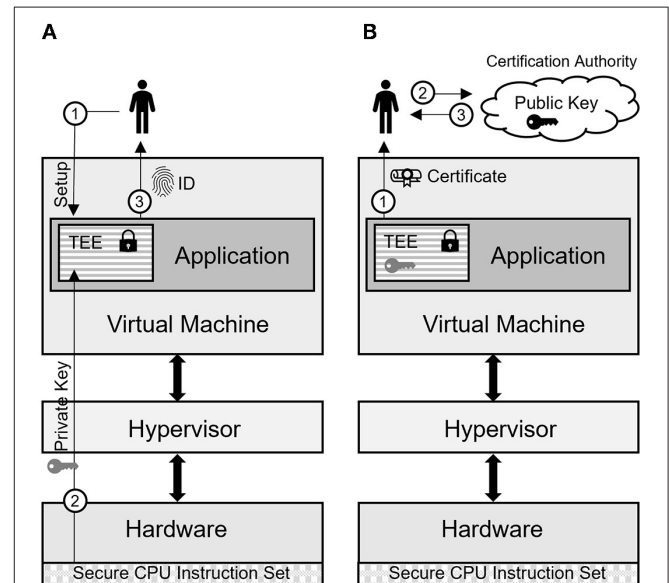 A
1
Setup
3
ID
TEE
Application
Virtual Machine
Private Key
Hypervisor
2
Hardware
Secure CPU Instruction Set
B
Certification Authority
2
3
Public Key
Certificate
1
TEE
Application
Virtual Machine
Hypervisor
Hardware
Secure CPU Instruction Set